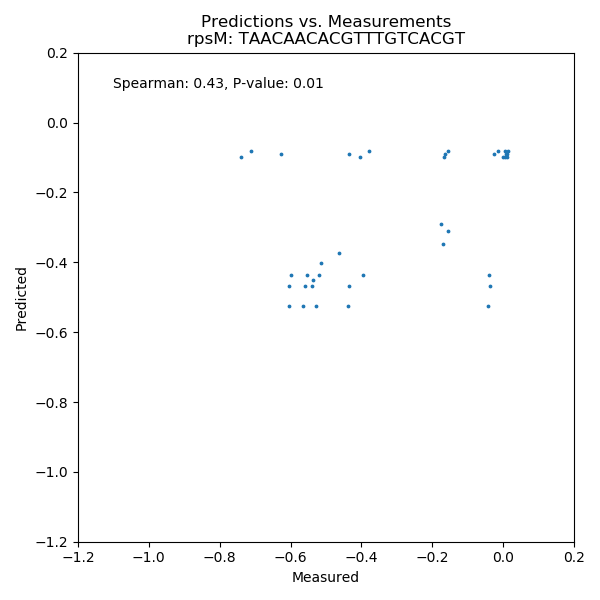 Predictions vs. Measurements
rpsM: TAACAACACGTTTGTCACGT
0.2
Spearman: 0.43, P-value: 0.01
0.0
−0.2
−0.4
Predicted
−0.6
−0.8
−1.0
−1.2
−1.2 −1.0 −0.8 −0.6 −0.4 −0.2 0.0 0.2
Measured